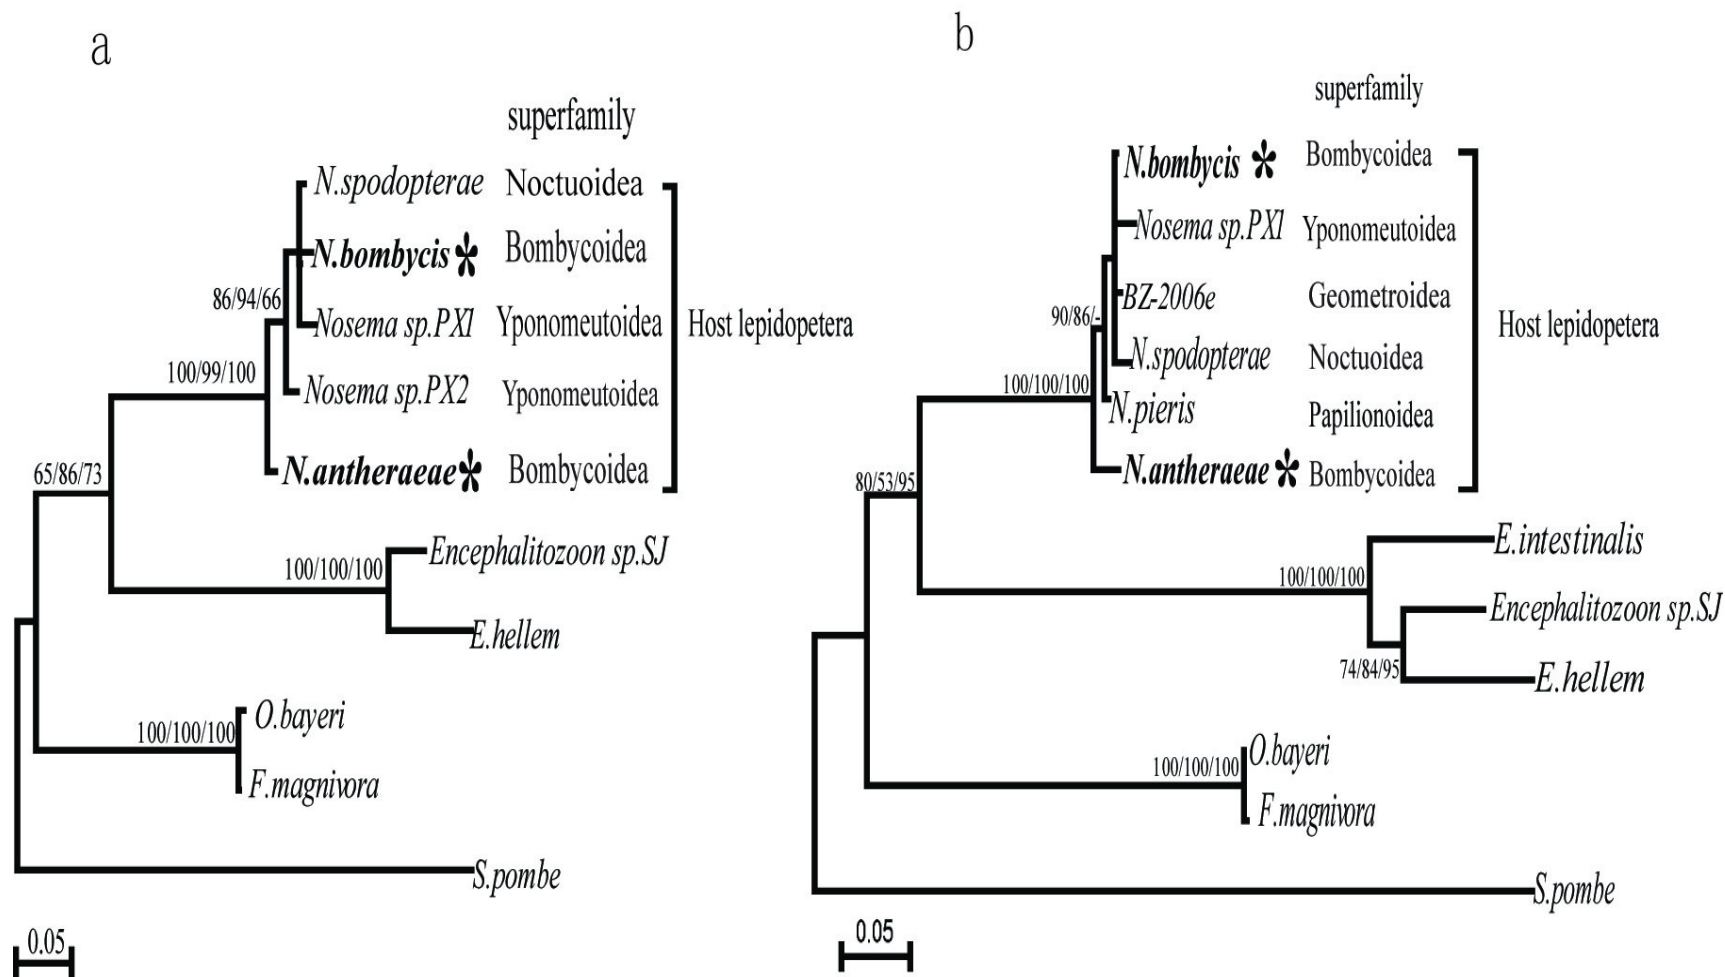 a
superfamily
N.spodopterae Noctuoidea
N.bombycis * Bombycoidea
86/94/66
Nosema sp.PX1 Yponomeutoidea
Host lepidopetera
100/99/100
Nosema sp.PX2 Yponomeutoidea
65/86/73
N.antheraeae * Bombycoidea
Encephalitozoon sp.SJ
100/100/100
E.hellem
O.bayeri
100/100/100
F.magnivora
S.pombe
0.05
b
superfamily
N.bombycis * Bombycoidea
Nosema sp.PX1 Yponomeutoidea
BZ-2006e Geometroidea
90/86/-
Host lepidopetera
N.spodopterae Noctuoidea
100/100/100
N.pieris Papilionoidea
N.antheraeae * Bombycoidea
80/53/95
E.intestinalis
100/100/100
Encephalitozoon sp.SJ
74/84/95
E.hellem
O.bayeri
100/100/100
F.magnivora
S.pombe
0.05